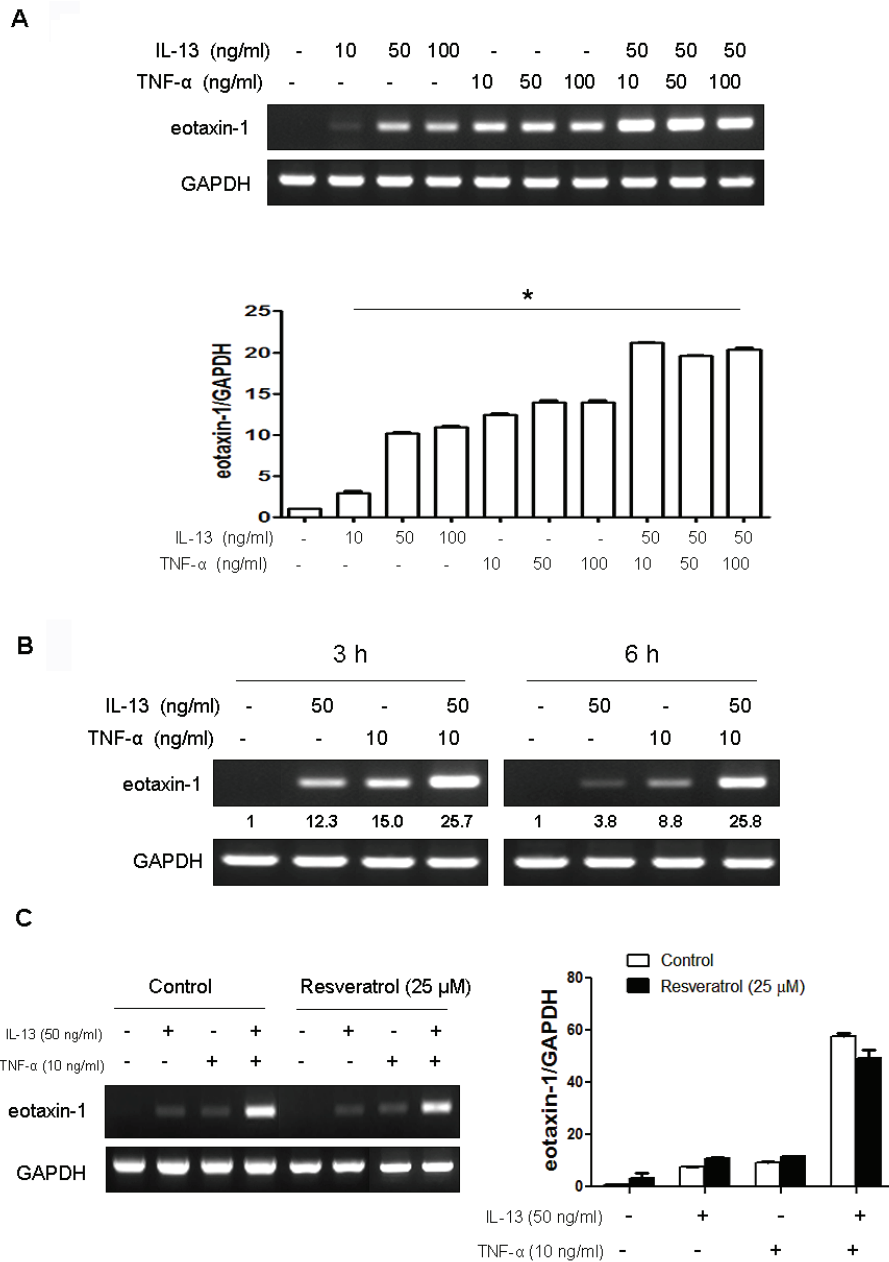 A
IL-13 (ng/ml) - 10 50 100 - - - 50 50 50
TNF-α (ng/ml) - - - - 10 50 100 10 50 100
eotaxin-1
GAPDH
*
eotaxin-1/GAPDH
25
20
15
10
5
0
IL-13 (ng/ml) - 10 50 100 - - - 50 50 50
TNF-α (ng/ml) - - - - 10 50 100 10 50 100
B
3 h 6 h
IL-13 (ng/ml) - 50 - 50 - 50 - 50
TNF-α (ng/ml) - - 10 10 - - 10 10
eotaxin-1
1 12.3 15.0 25.7 1 3.8 8.8 25.8
GAPDH
C
Control Resveratrol (25 µM)
IL-13 (50 ng/ml) - + - + - + - +
TNF-α (10 ng/ml) - - + + - - + +
eotaxin-1
GAPDH
Control
Resveratrol (25 µM)
eotaxin-1/GAPDH
80
60
40
20
0
IL-13 (50 ng/ml) - + - +
TNF-α (10 ng/ml) - - + +